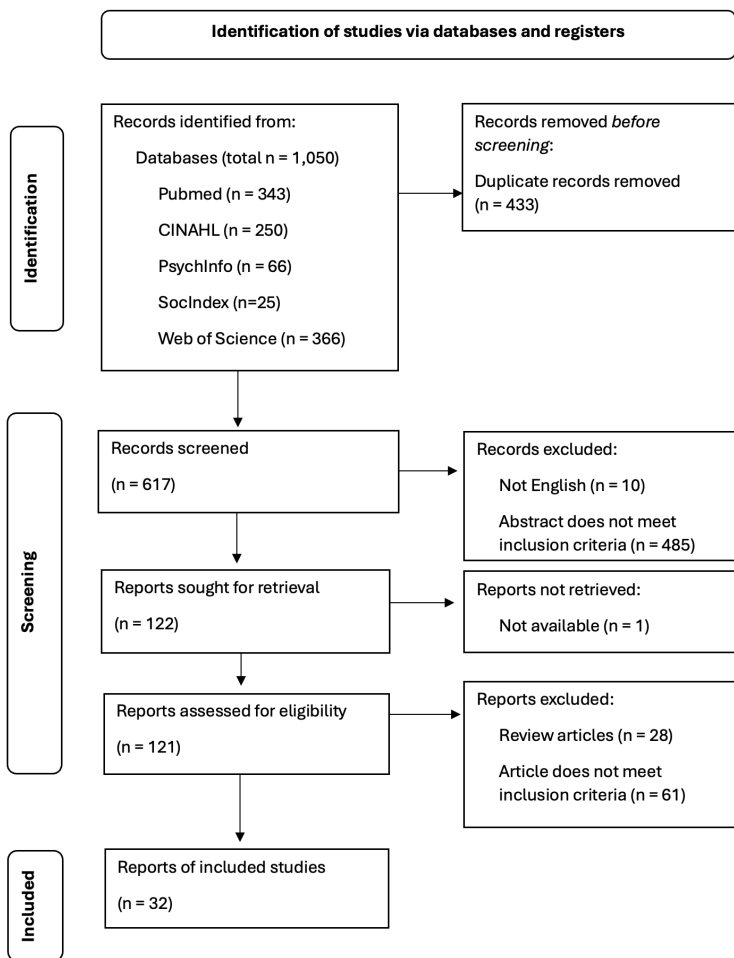 Identification of studies via databases and registers
Identification
Records identified from:
Databases (total n = 1,050)
Pubmed (n = 343)
CINAHL (n = 250)
PsychInfo (n = 66)
SocIndex (n=25)
Web of Science (n = 366)
Records removed before
screening:
Duplicate records removed
(n = 433)
Screening
Records screened
(n = 617)
Records excluded:
Not English (n = 10)
Abstract does not meet
inclusion criteria (n = 485)
Reports sought for retrieval
(n = 122)
Reports not retrieved:
Not available (n = 1)
Reports assessed for eligibility
(n = 121)
Reports excluded:
Review articles (n = 28)
Article does not meet
inclusion criteria (n = 61)
Included
Reports of included studies
(n = 32)